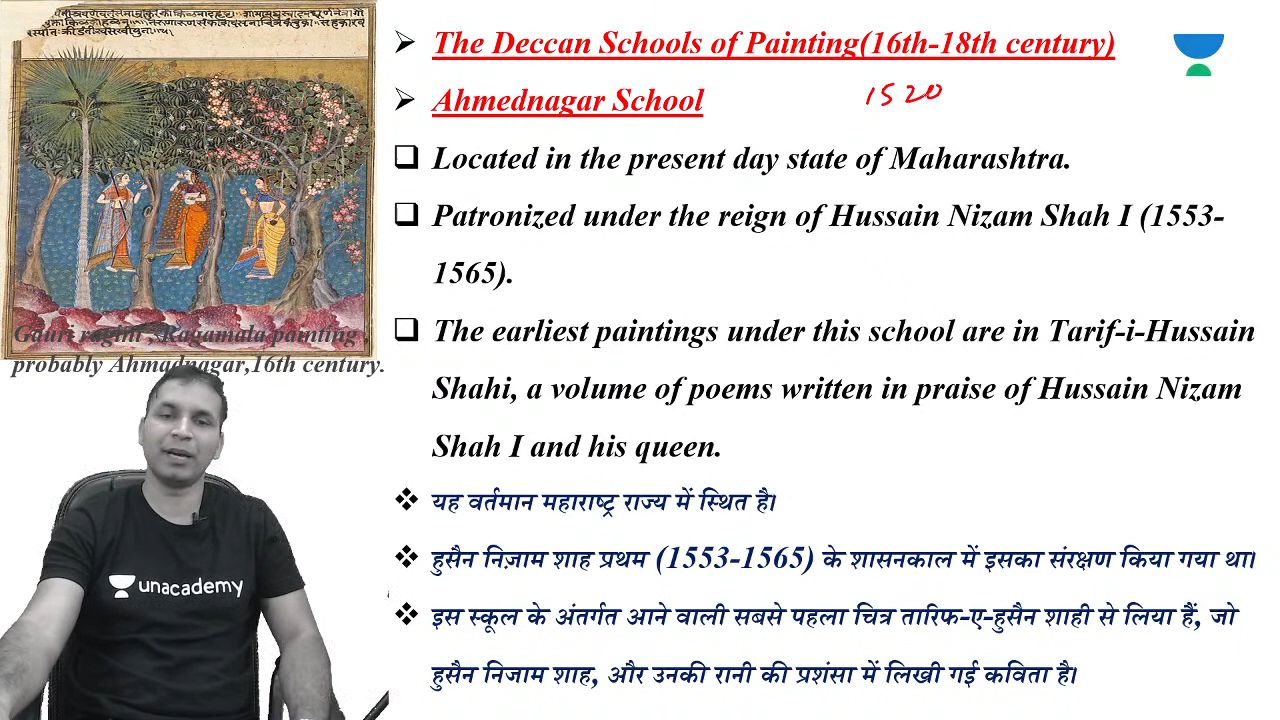 The Deccan Schools of Painting(16th-18th century)
Ahmednagar School
1520
Located in the present day state of Maharashtra.
Patronized under the reign of Hussain Nizam Shah I (1553-
1565).
The earliest paintings under this school are in Tarif-i-Hussain
Shahi, a volume of poems written in praise of Hussain Nizam
Shah I and his queen.
यह वर्तमान महाराष्ट्र राज्य में स्थित है।
हुसैन निज़ाम शाह प्रथम (1553-1565) के शासनकाल में इसका संरक्षण किया गया था।
इस स्कूल के अंतर्गत आने वाली सबसे पहला चित्र तारिफ-ए-हुसैन शाही से लिया हैं, जो
हुसैन निजाम शाह, और उनकी रानी की प्रशंसा में लिखी गई कविता है।
Gauri ragini , Ragamala painting
probably Ahmadnagar,16th century.
unacademy